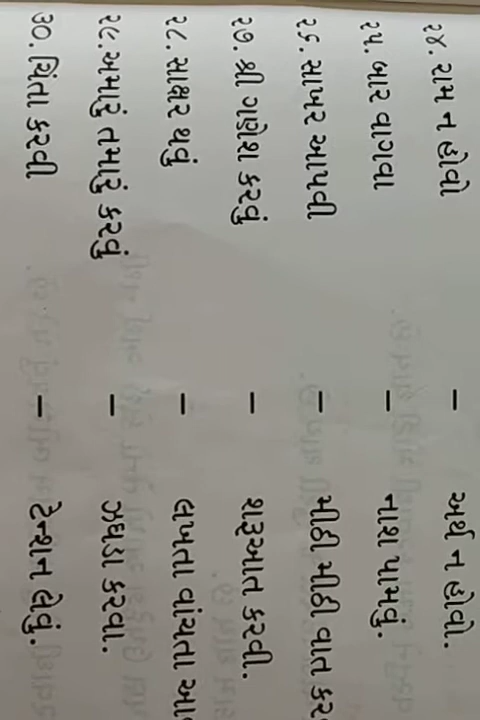 ૨૪. રામ ન હોવો – અર્થ ન હોવો.
૨૫. બાર વાગવા – નાશ પામવું.
૨૬. સાખર આપવી – મીઠી મીઠી વાત
૨૭. શ્રી ગણેશ કરવું – શરૂઆત કરવી.
૨૮. સાક્ષર થવું – લખતા વાંચતા
૨૯. અમારું તમારું કરવું – ઝઘડા કરવા.
૩૦. ચિંતા કરવી – ટેન્શન લેવું.